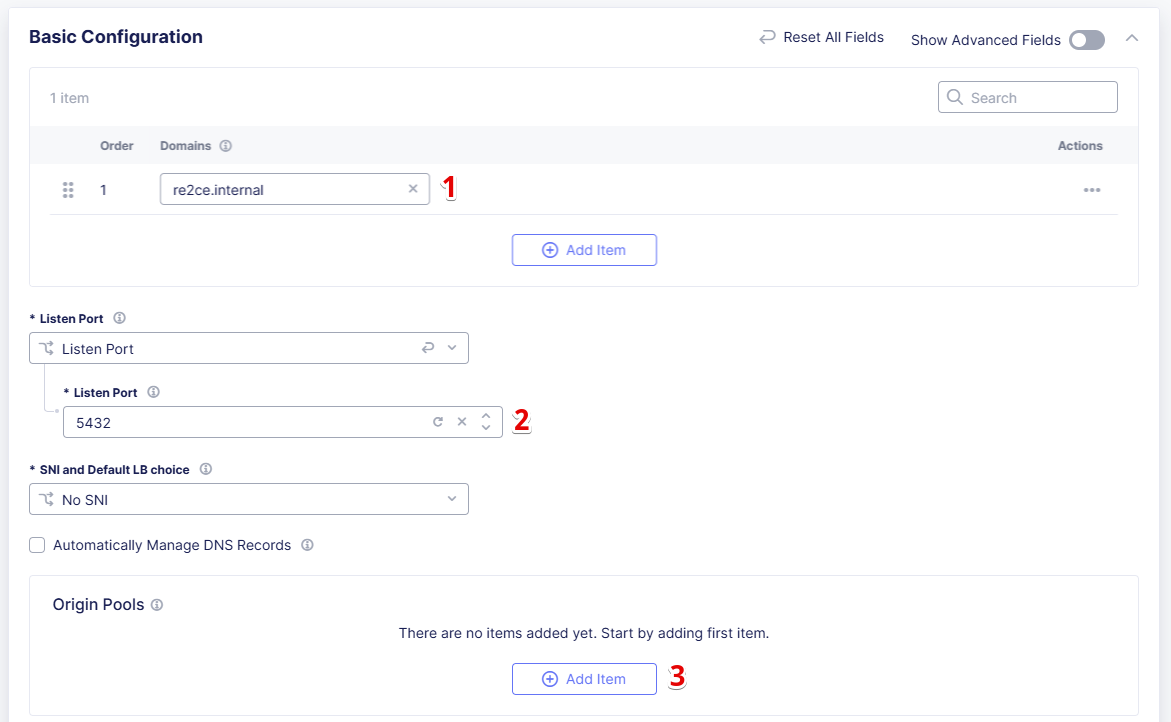 Basic Configuration
Reset All Fields
Show Advanced Fields
1 item
Search
Order Domains Actions
1 re2ce.internal 1
Add Item
* Listen Port
Listen Port
* Listen Port
5432 2
* SNI and Default LB choice
No SNI
Automatically Manage DNS Records
Origin Pools
There are no items added yet. Start by adding first item.
Add Item 3